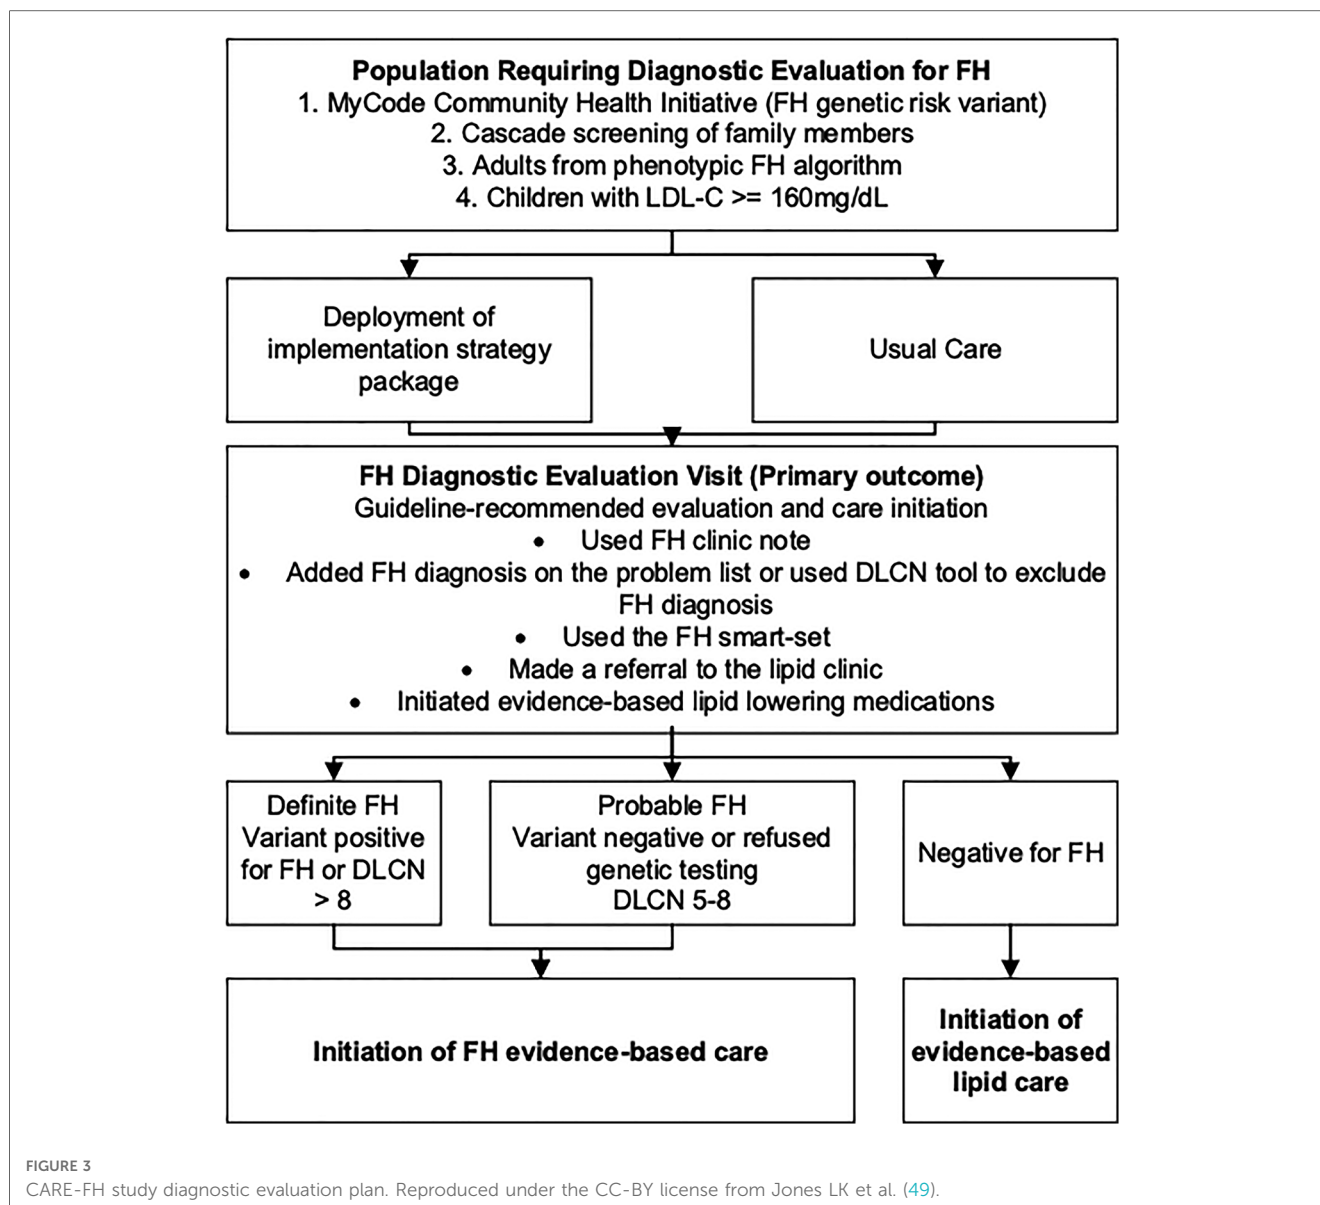 Population Requiring Diagnostic Evaluation for FH
1. MyCode Community Health Initiative (FH genetic risk variant)
2. Cascade screening of family members
3. Adults from phenotypic FH algorithm
4. Children with LDL-C >= 160mg/dL
Deployment of
implementation strategy
package
Usual Care
FH Diagnostic Evaluation Visit (Primary outcome)
Guideline-recommended evaluation and care initiation
• Used FH clinic note
• Added FH diagnosis on the problem list or used DLCN tool to exclude
FH diagnosis
• Used the FH smart-set
• Made a referral to the lipid clinic
• Initiated evidence-based lipid lowering medications
Definite FH
Variant positive
for FH or DLCN
> 8
Probable FH
Variant negative or refused
genetic testing
DLCN 5-8
Negative for FH
Initiation of FH evidence-based care
Initiation of
evidence-based
lipid care
FIGURE 3
CARE-FH study diagnostic evaluation plan. Reproduced under the CC-BY license from Jones LK et al. (49).